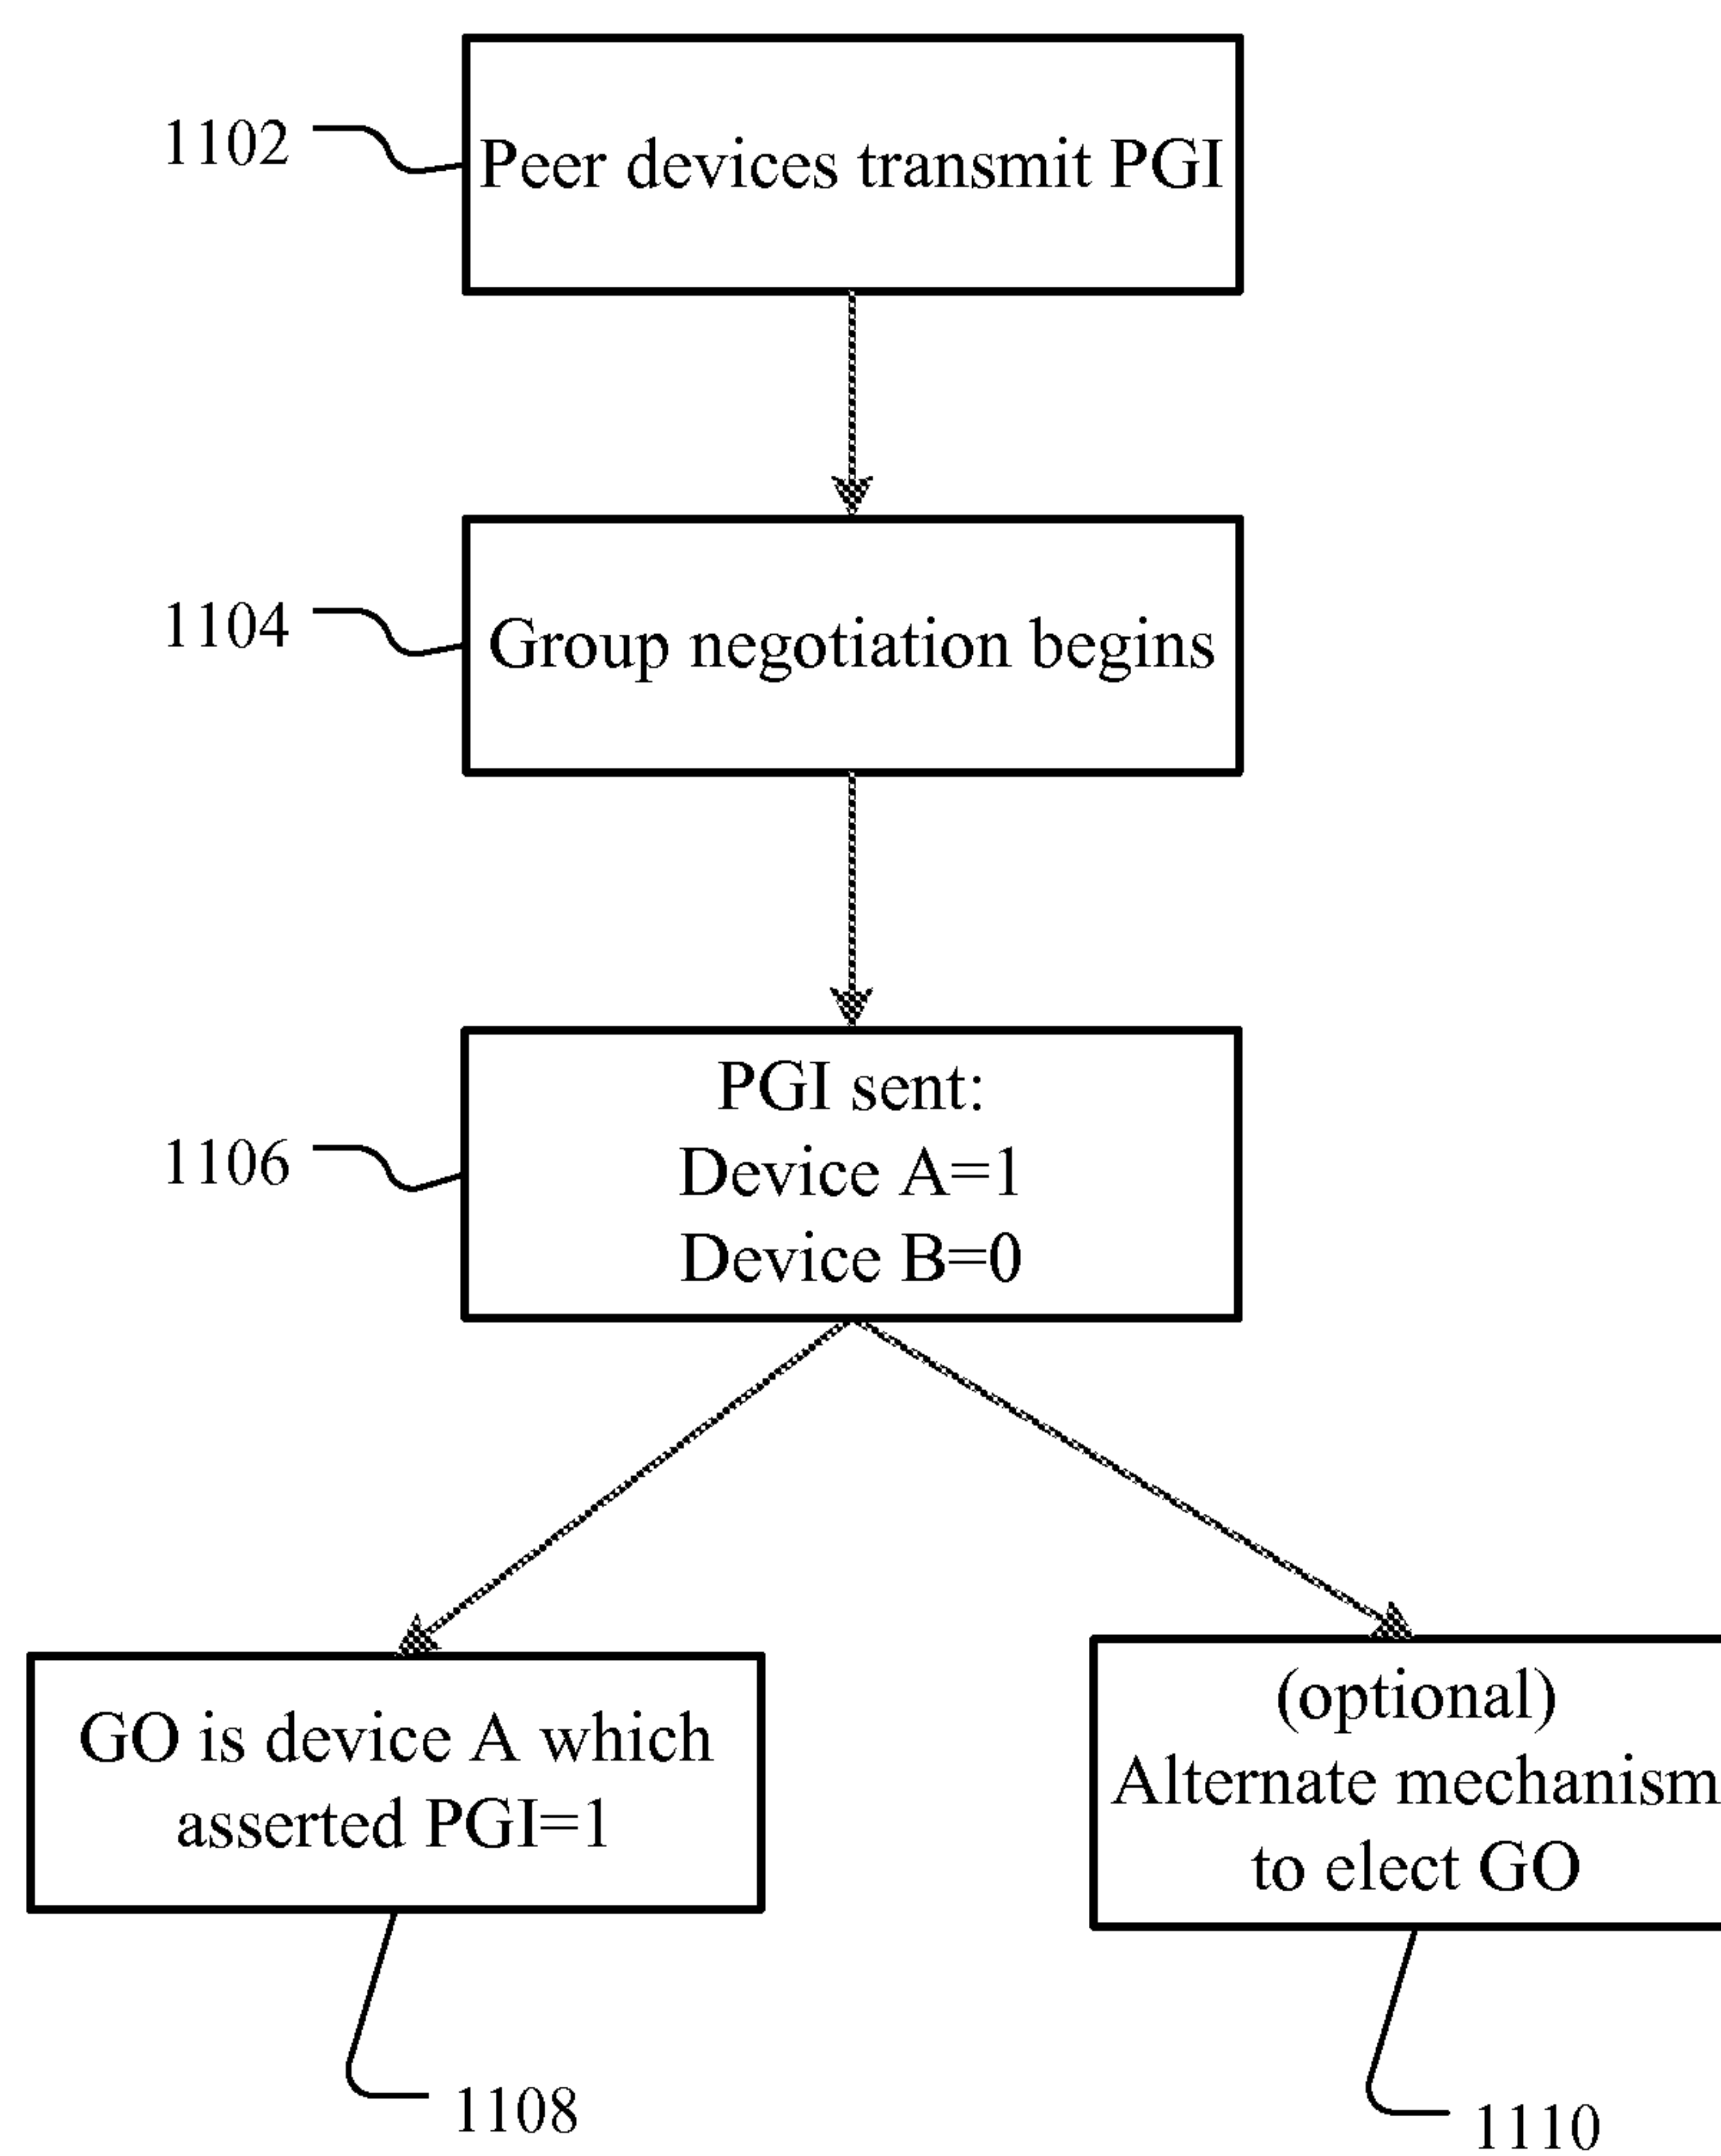 1102
Peer devices transmit PGI
1104
Group negotiation begins
1106
PGI sent:
Device A=1
Device B=0
GO is device A which
asserted PGI=1
(optional)
Alternate mechanism
to elect GO
1108
1110